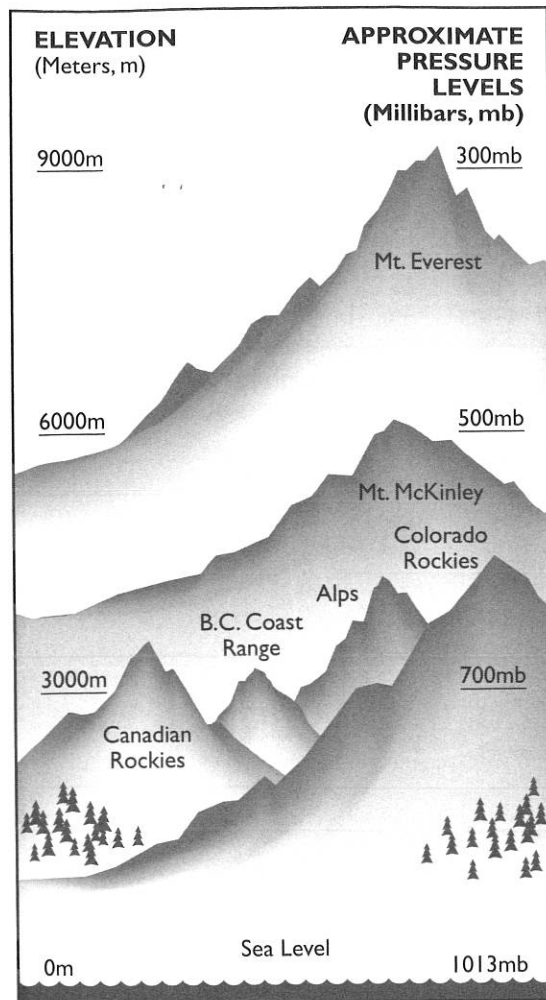 ELEVATION
(Meters, m)
APPROXIMATE
PRESSURE
LEVELS
(Millibars, mb)
9000m
300mb
Mt. Everest
6000m
500mb
Mt. McKinley
Colorado
Rockies
Alps
B.C. Coast
Range
3000m
700mb
Canadian
Rockies
Sea Level
0m
1013mb